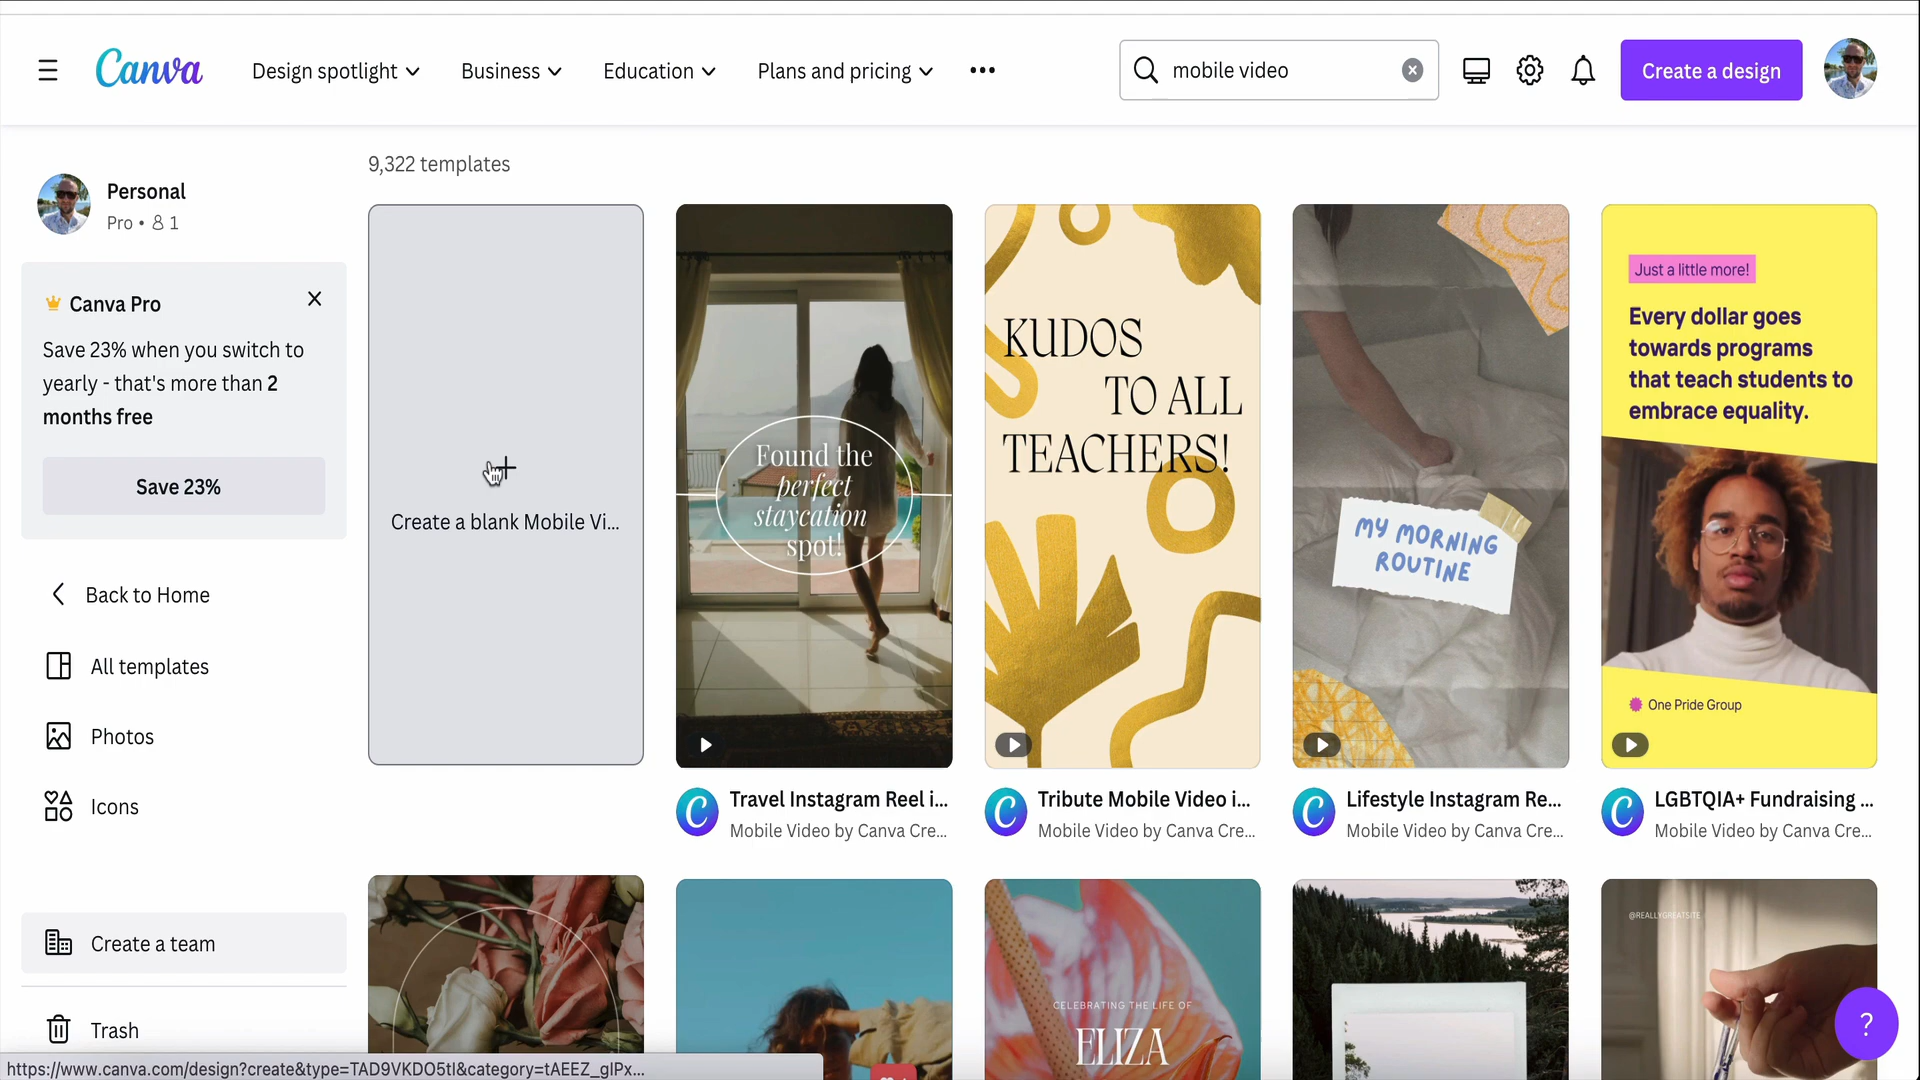 Canva
Design spotlight
Business
Education
Plans and pricing
mobile video
Create a design
9,322 templates
Personal
Pro • 1
Canva Pro
Save 23% when you switch to
yearly - that's more than 2
months free
Save 23%
Back to Home
All templates
Photos
Icons
Create a team
Trash
Create a blank Mobile Vi...
Found the
perfect
staycation
spot!
Travel Instagram Reel i...
Mobile Video by Canva Cre...
KUDOS
TO ALL
TEACHERS!
Tribute Mobile Video i...
Mobile Video by Canva Cre...
MY MORNING
ROUTINE
Lifestyle Instagram Re...
Mobile Video by Canva Cre...
Just a little more!
Every dollar goes
towards programs
that teach students to
embrace equality.
One Pride Group
LGBTQIA+ Fundraising ...
Mobile Video by Canva Cre...
CELEBRATING THE LIFE OF
ELIZA
@REALLYGREATSITE
?
https://www.canva.com/design?create&type=TAD9VKDO5tI&category=tAEEZ_gIPx...